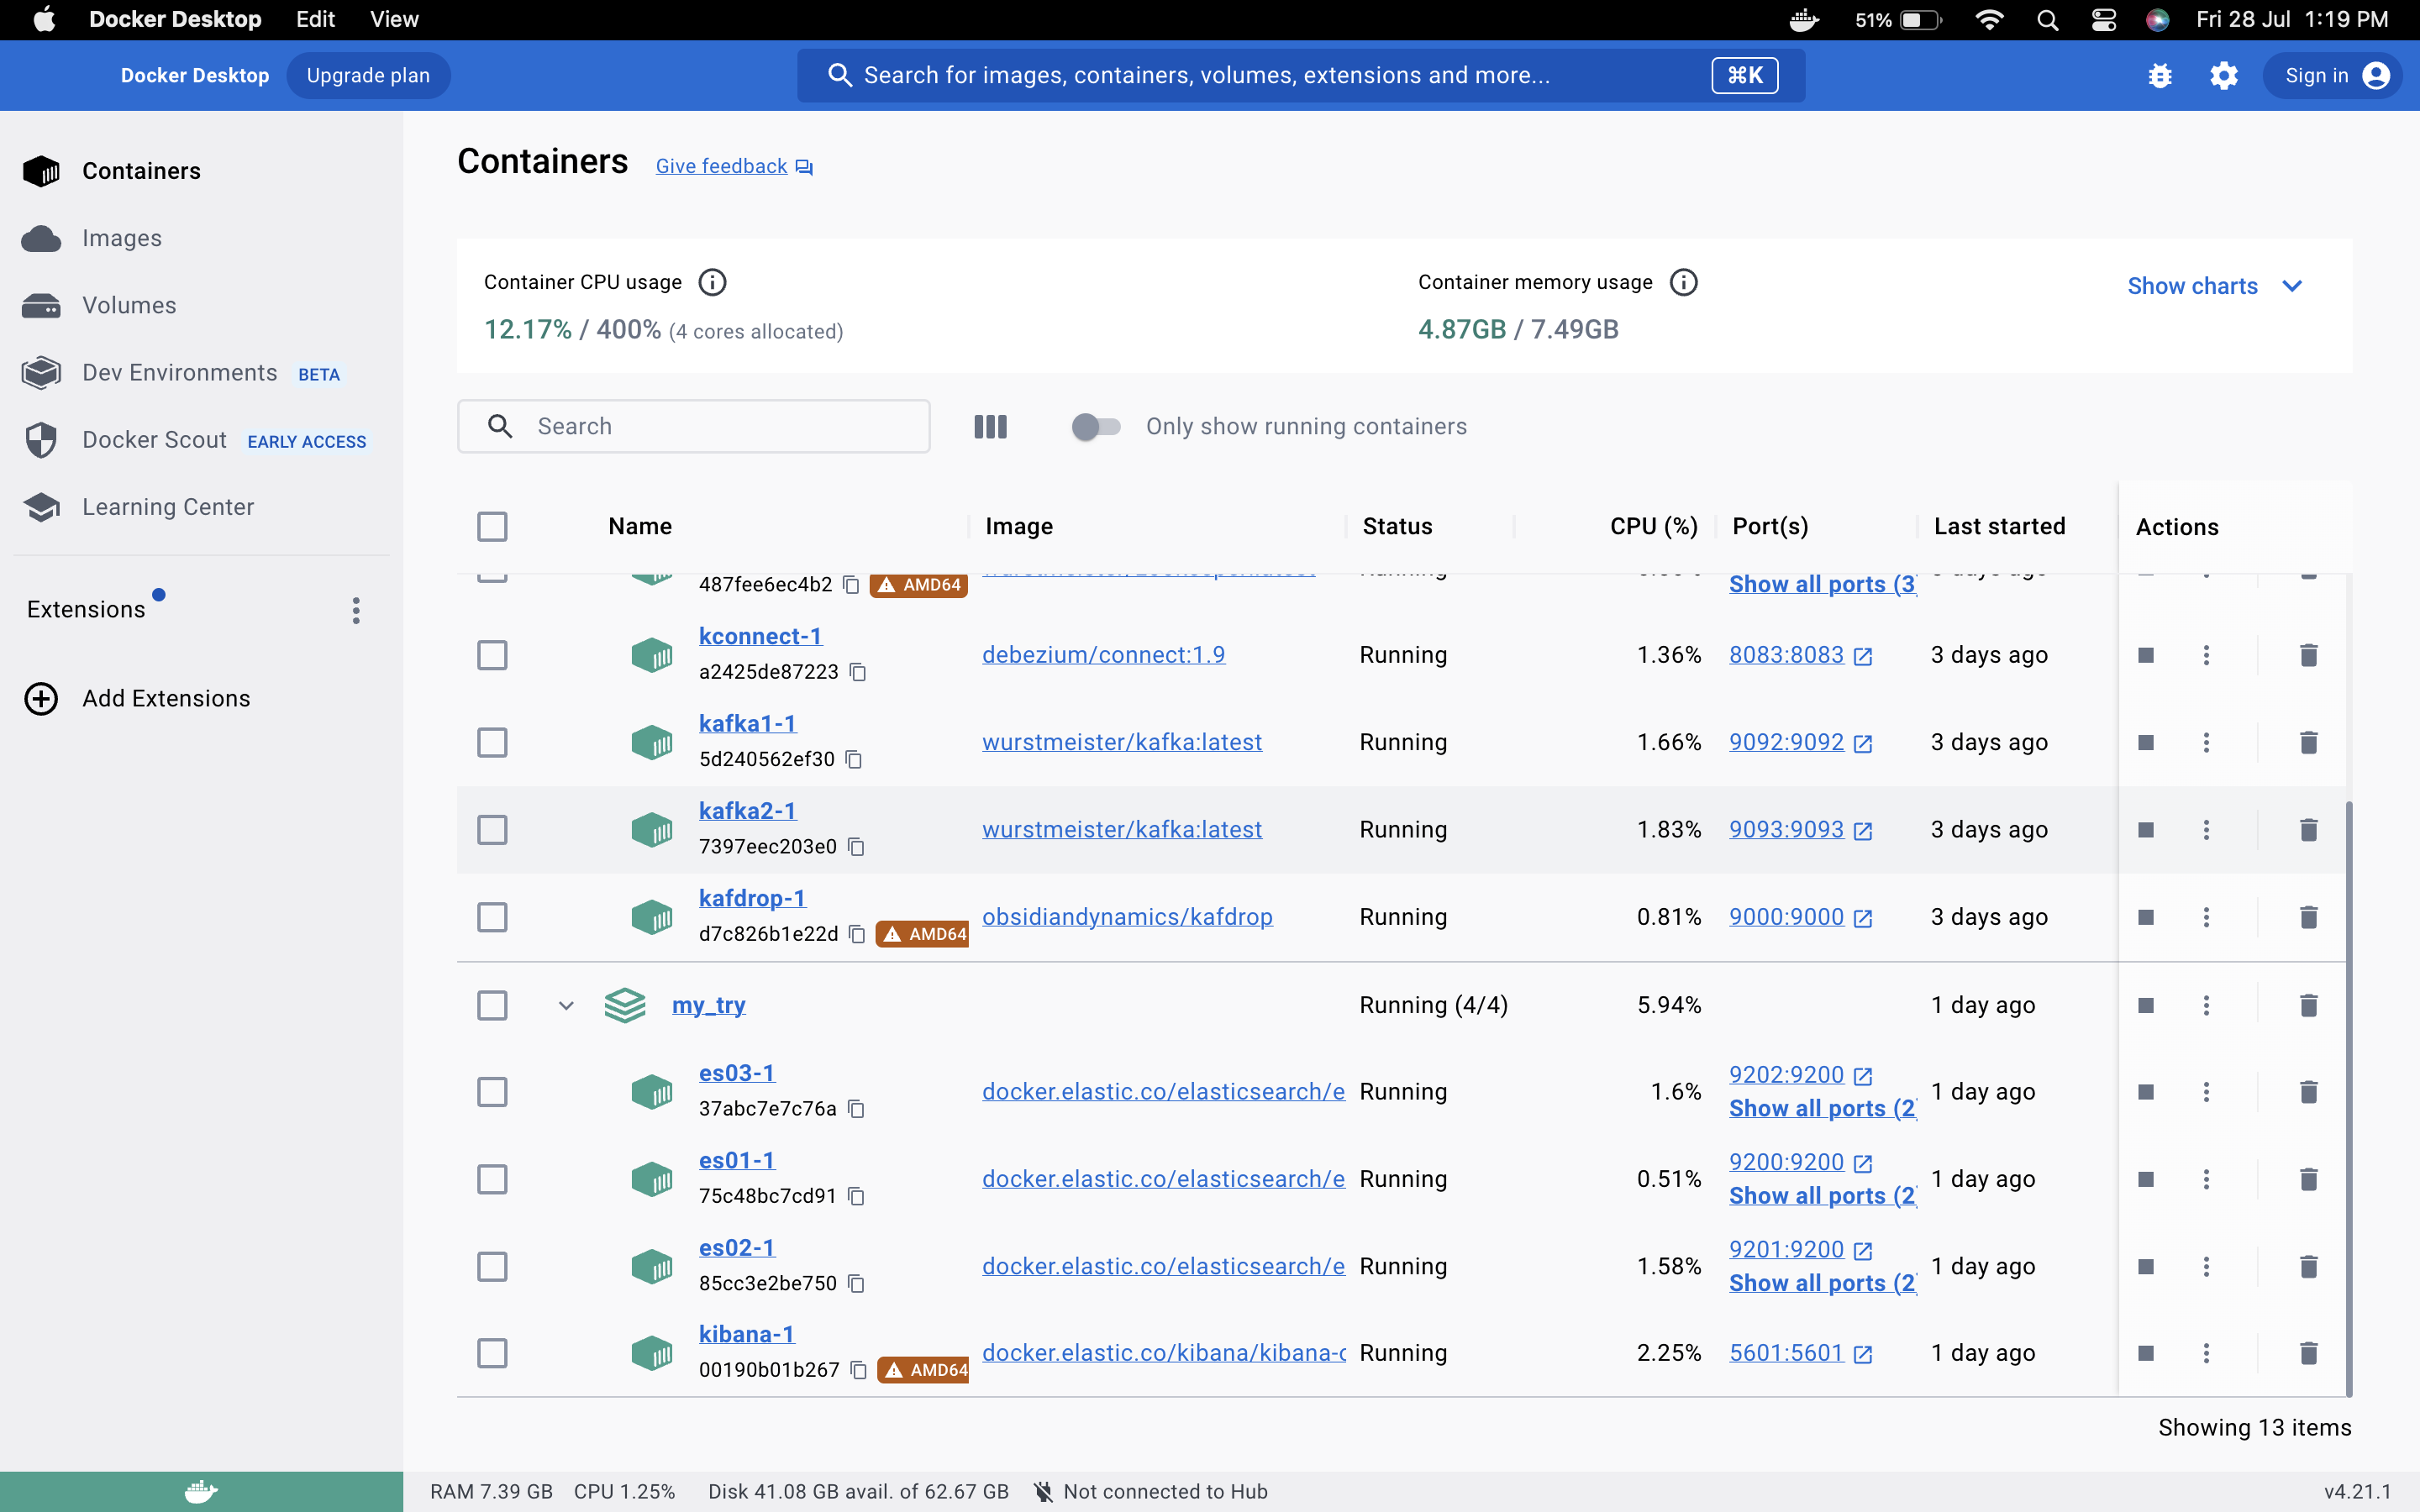 Docker Desktop Edit View 51% Fri 28 Jul 1:19 PM
Docker Desktop Upgrade plan Search for images, containers, volumes, extensions and more... ⌘K Sign in
Containers
Images
Volumes
Dev Environments BETA
Docker Scout EARLY ACCESS
Learning Center
Extensions
Add Extensions
Containers Give feedback
Container CPU usage
12.17% / 400% (4 cores allocated)
Container memory usage
4.87GB / 7.49GB
Show charts
Search Only show running containers
Name Image Status CPU (%) Port(s) Last started Actions
487fee6ec4b2 AMD64 Show all ports (3
kconnect-1
a2425de87223
debezium/connect:1.9 Running 1.36% 8083:8083 3 days ago
kafka1-1
5d240562ef30
wurstmeister/kafka:latest Running 1.66% 9092:9092 3 days ago
kafka2-1
7397eec203e0
wurstmeister/kafka:latest Running 1.83% 9093:9093 3 days ago
kafdrop-1
d7c826b1e22d AMD64
obsidiandynamics/kafdrop Running 0.81% 9000:9000 3 days ago
my_try Running (4/4) 5.94% 1 day ago
es03-1
37abc7e7c76a
docker.elastic.co/elasticsearch/e Running 1.6% 9202:9200 1 day ago
Show all ports (2
es01-1
75c48bc7cd91
docker.elastic.co/elasticsearch/e Running 0.51% 9200:9200 1 day ago
Show all ports (2
es02-1
85cc3e2be750
docker.elastic.co/elasticsearch/e Running 1.58% 9201:9200 1 day ago
Show all ports (2
kibana-1
00190b01b267 AMD64
docker.elastic.co/kibana/kibana-c Running 2.25% 5601:5601 1 day ago
Showing 13 items
RAM 7.39 GB CPU 1.25% Disk 41.08 GB avail. of 62.67 GB Not connected to Hub v4.21.1